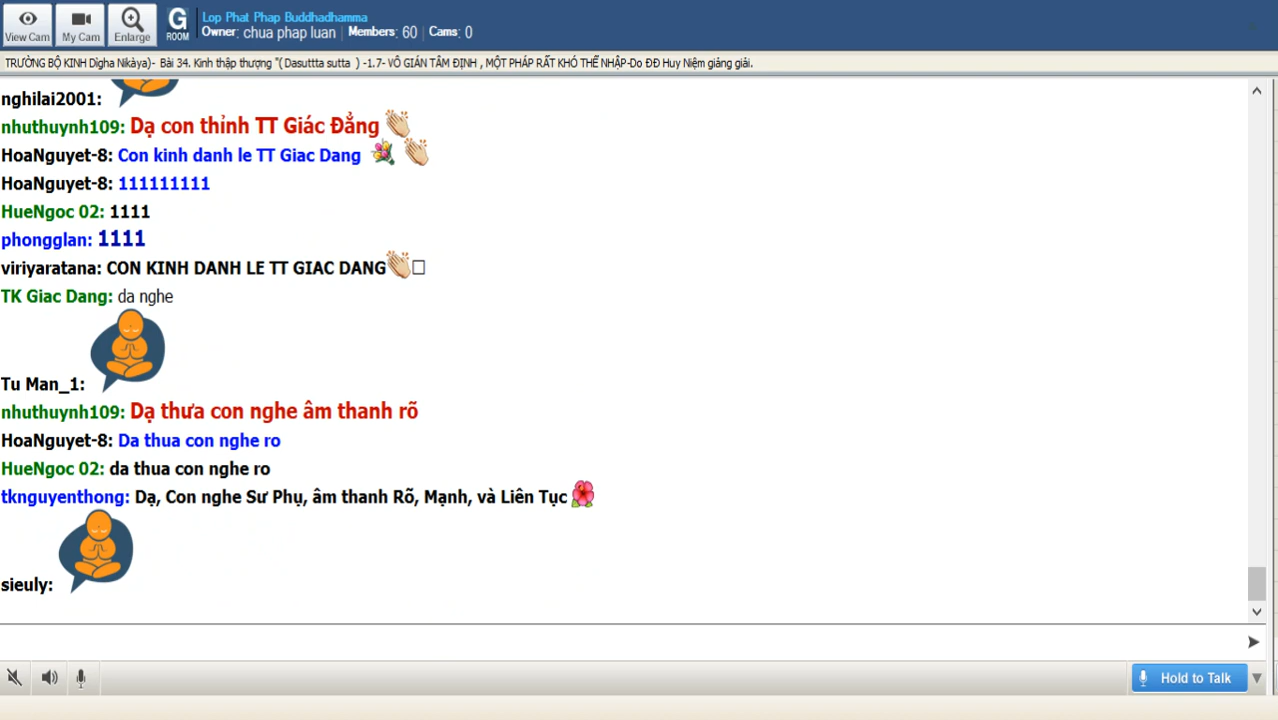 View Cam
My Cam
Enlarge
G
ROOM
Lop Phat Phap Buddhadhamma
Owner: chua phap luan | Members: 60 | Cams: 0
TRƯỜNG BỘ KINH Dìgha Nikàya)- Bài 34. Kinh thập thượng "( Dasuttta sutta ) -1.7- VÔ GIÁN TÂM ĐỊNH , MỘT PHÁP RẤT KHÓ THỂ NHẬP-Do ĐĐ Huy Niệm giảng giải.
nghilai2001:
nhuthuynh109: Dạ con thỉnh TT Giác Đẳng
HoaNguyet-8: Con kinh danh le TT Giac Dang
HoaNguyet-8: 111111111
HueNgoc 02: 1111
phongglan: 1111
viriyaratana: CON KINH DANH LE TT GIAC DANG
TK Giac Dang: da nghe
Tu Man_1:
nhuthuynh109: Dạ thưa con nghe âm thanh rõ
HoaNguyet-8: Da thua con nghe ro
HueNgoc 02: da thua con nghe ro
tknguyenthong: Dạ, Con nghe Sư Phụ, âm thanh Rõ, Mạnh, và Liên Tục
sieuly:
Hold to Talk